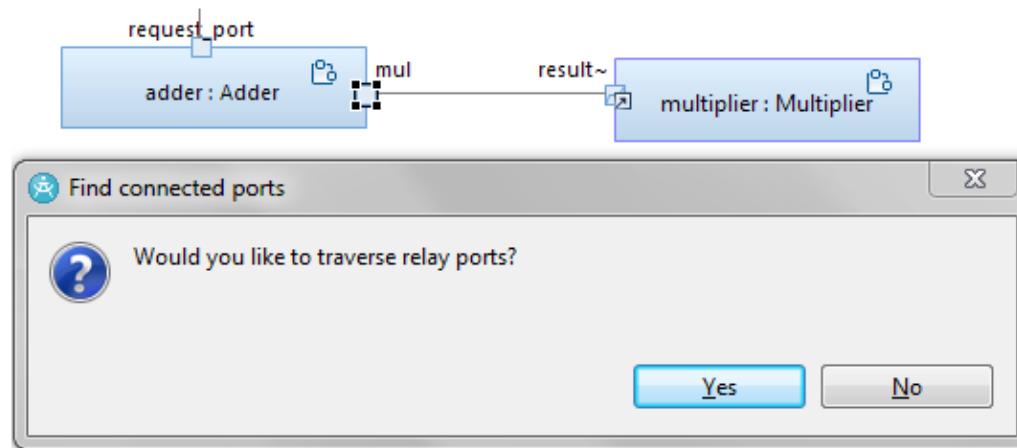 request_port
mul
result~
adder : Adder
multiplier : Multiplier
Find connected ports
Would you like to traverse relay ports?
Yes
No